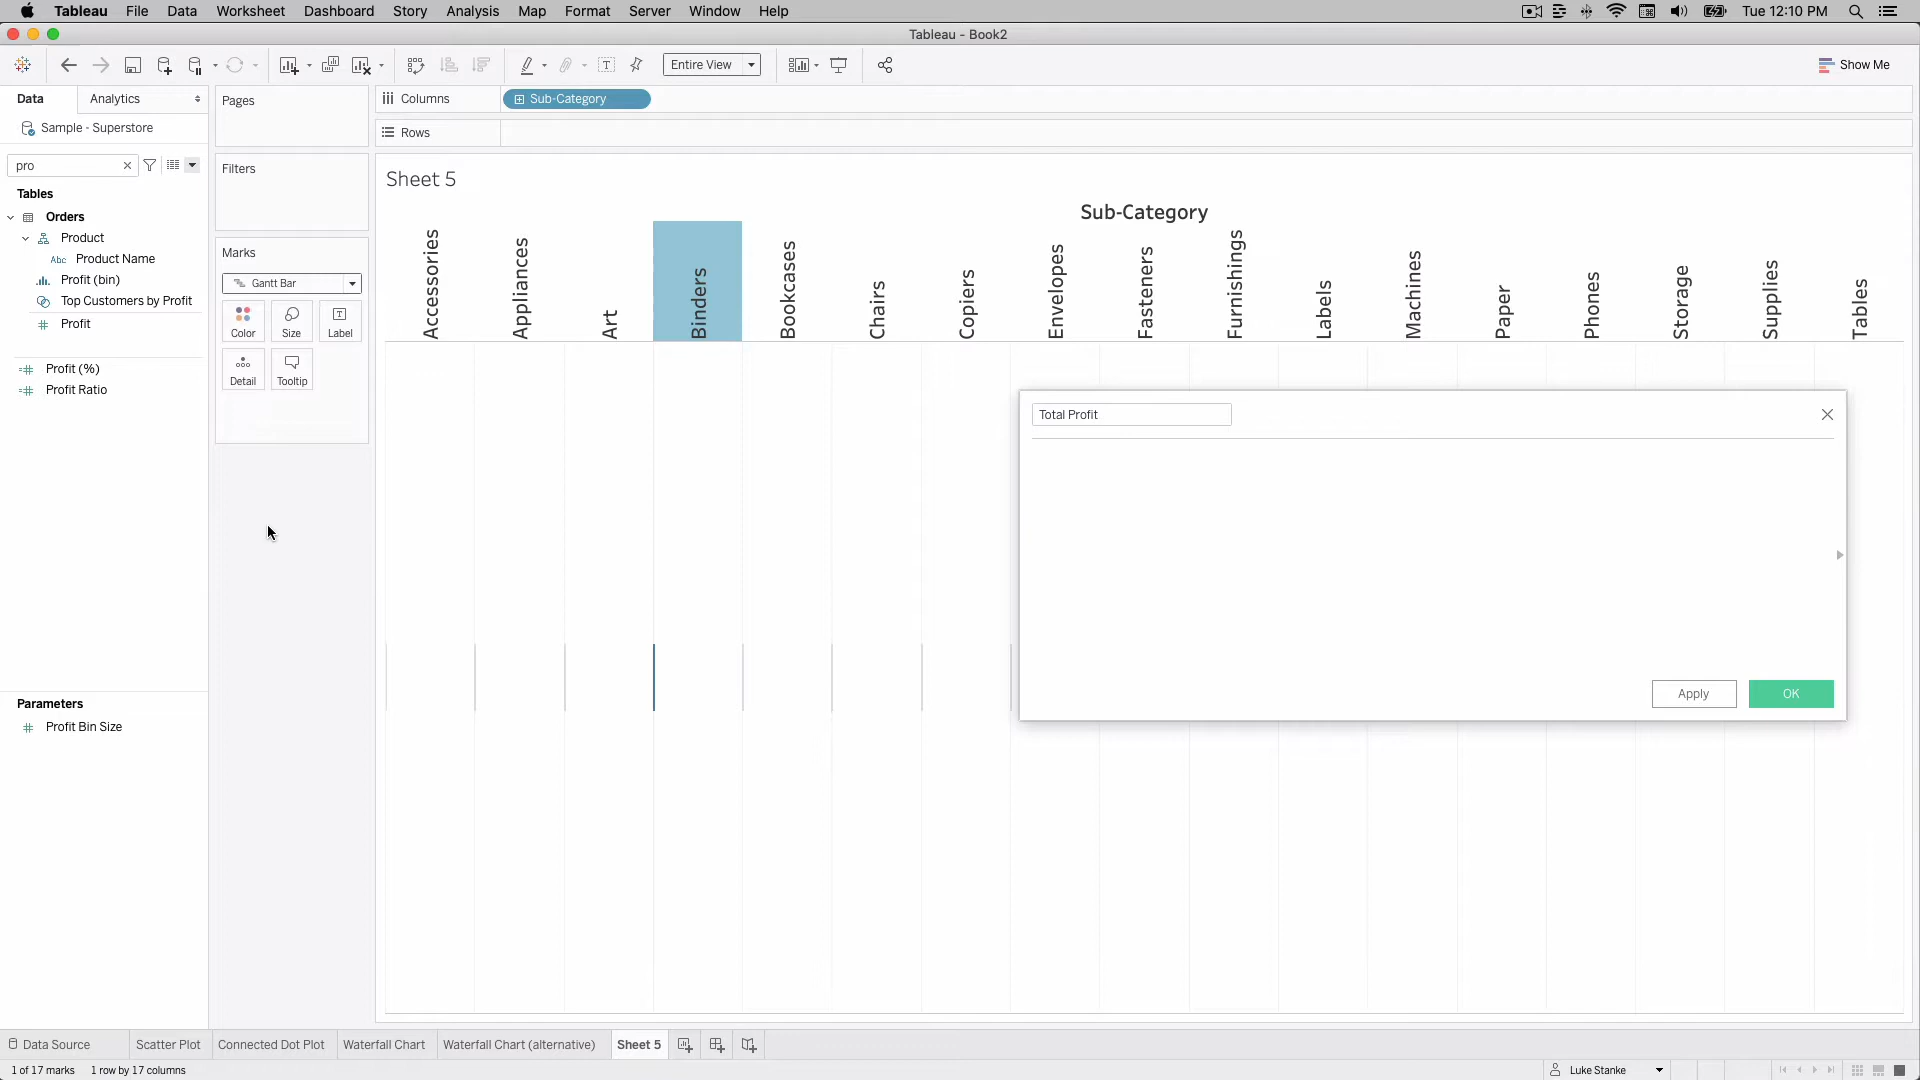 Tableau File Data Worksheet Dashboard Story Analysis Map Format Server Window Help Tue 12:10 PM
Tableau - Book2
Entire View Show Me
Data Analytics Pages Columns Sub-Category
Sample - Superstore Rows
pro Filters
Sheet 5
Tables
Orders Sub-Category
Product
Abc Product Name Marks
Profit (bin) Gantt Bar
Top Customers by Profit
Profit Color Size Label
Profit (%) Detail Tooltip
Profit Ratio
Accessories
Appliances
Art
Binders
Bookcases
Chairs
Copiers
Envelopes
Fasteners
Furnishings
Labels
Machines
Paper
Phones
Storage
Supplies
Tables
Total Profit
Apply OK
Parameters
Profit Bin Size
Data Source Scatter Plot Connected Dot Plot Waterfall Chart Waterfall Chart (alternative) Sheet 5
1 of 17 marks 1 row by 17 columns Luke Stanke